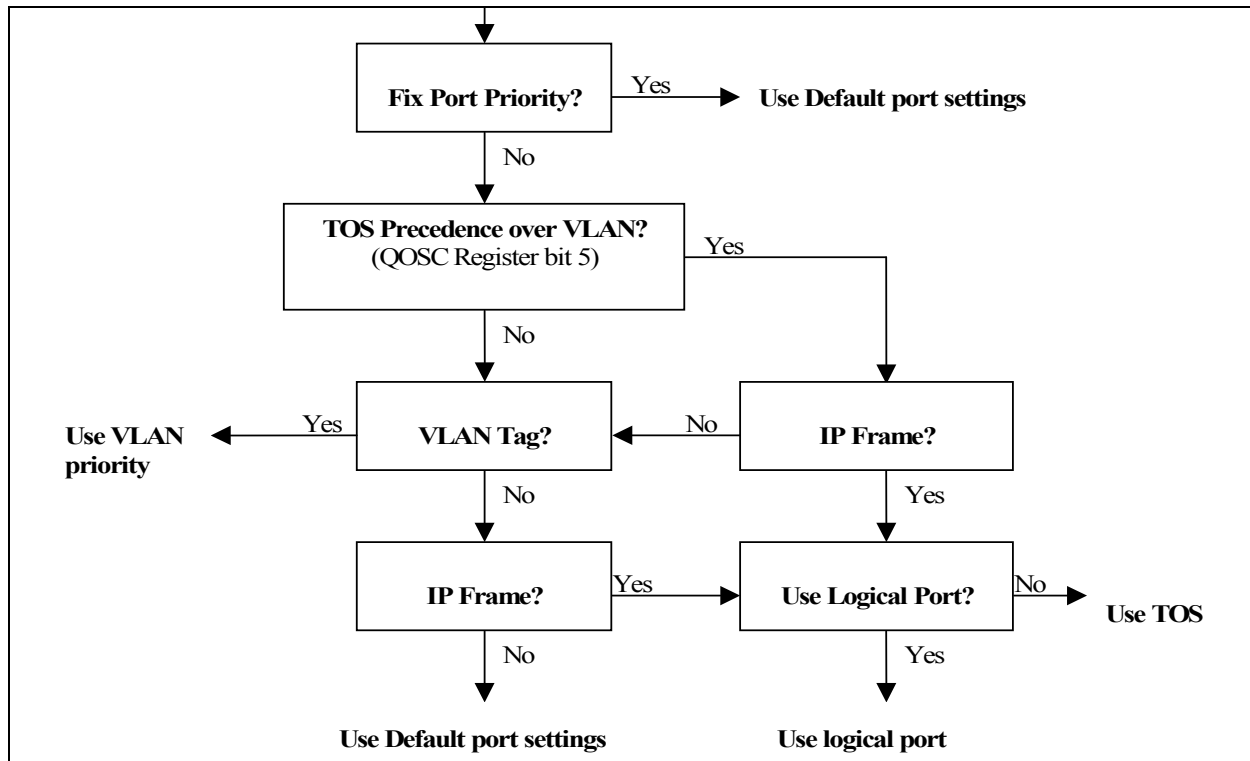 Fix Port Priority?
Yes
Use Default port settings
No
TOS Precedence over VLAN?
(QOSC Register bit 5)
Yes
No
Use VLAN
priority
Yes
VLAN Tag?
No
IP Frame?
No
Yes
IP Frame?
Yes
Use Logical Port?
No
Use TOS
No
Yes
Use Default port settings
Use logical port